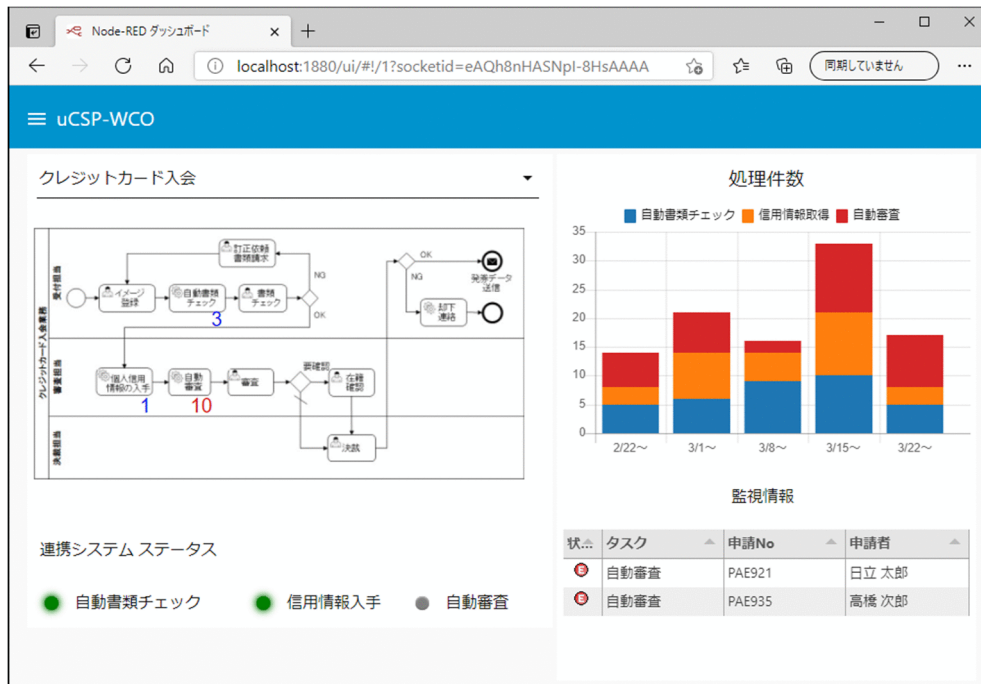 Node-RED ダッシュボード
localhost:1880/ui/#!/1?socketid=eAQh8nHASNpI-8HsAAAA
同期していません
uCSP-WCO
クレジットカード入会
クレジットカード入会業務
受付担当
訂正依頼
書類請求
イメージ
登録
自動書類
チェック
3
書類
チェック
NG
OK
OK
NG
発券データ
送信
却下
連絡
審査担当
個人信用
情報の入手
1
自動
審査
10
審査
要確認
在籍
確認
決裁担当
決裁
連携システム ステータス
自動書類チェック
信用情報入手
自動審査
処理件数
自動書類チェック 信用情報取得 自動審査
35
30
25
20
15
10
5
0
2/22～ 3/1～ 3/8～ 3/15～ 3/22～
監視情報
状... タスク 申請No 申請者
E 自動審査 PAE921 日立 太郎
E 自動審査 PAE935 高橋 次郎